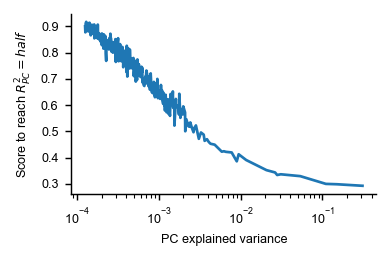 Score to reach $R^2_{PC} = half$
0.9
0.8
0.7
0.6
0.5
0.4
0.3
10⁻⁴ 10⁻³ 10⁻² 10⁻¹
PC explained variance